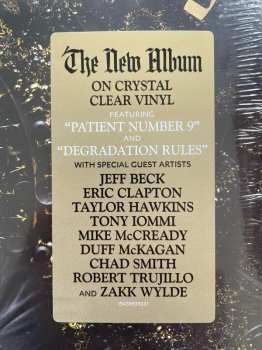 The New Album
ON CRYSTAL
CLEAR VINYL
FEATURING
“PATIENT NUMBER 9”
AND
“DEGRADATION RULES”
WITH SPECIAL GUEST ARTISTS
JEFF BECK
ERIC CLAPTON
TAYLOR HAWKINS
TONY IOMMI
MIKE McCREADY
DUFF McKAGAN
CHAD SMITH
ROBERT TRUJILLO
AND ZAKK WYLDE